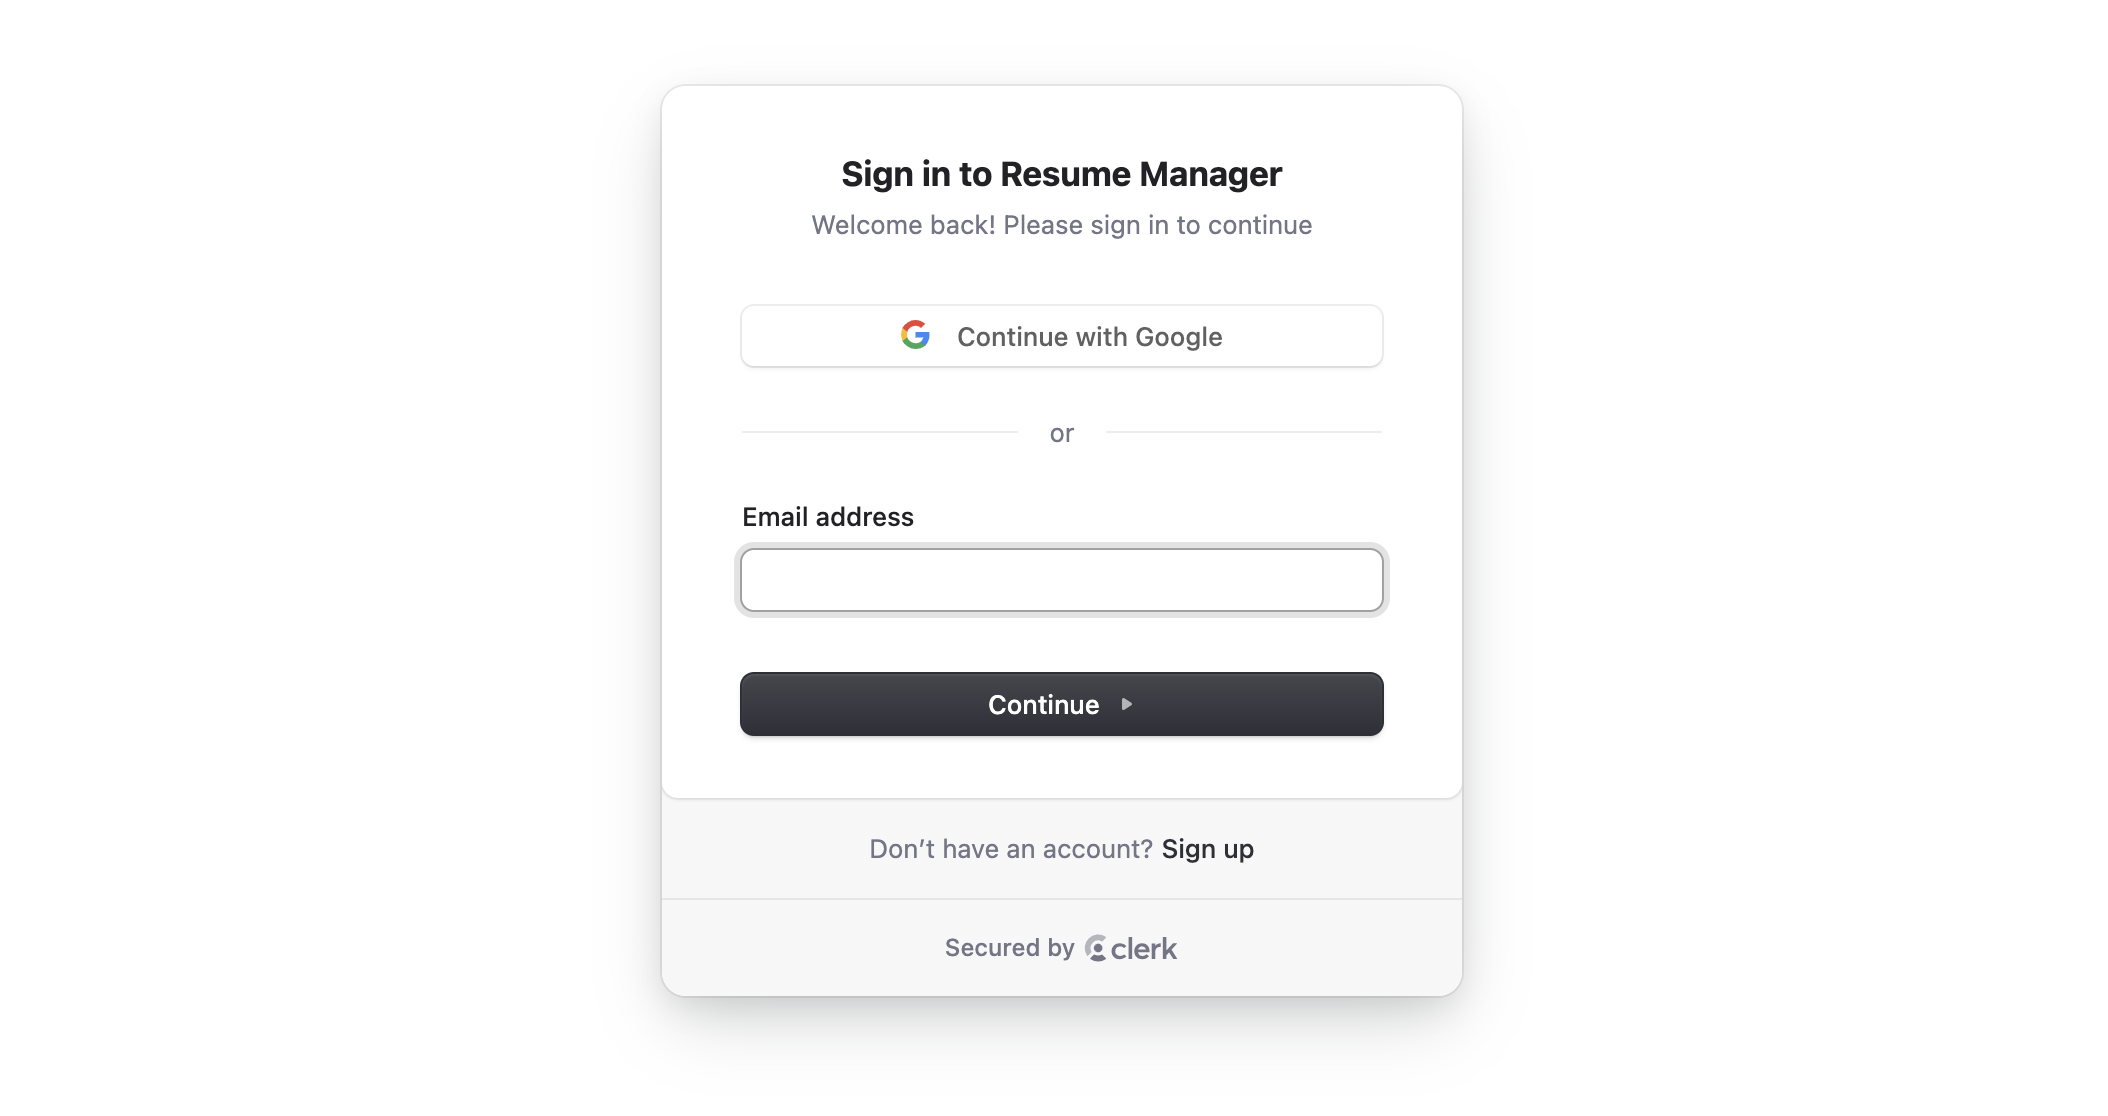 Sign in to Resume Manager
Welcome back! Please sign in to continue
Continue with Google
or
Email address
Continue
Don’t have an account? Sign up
Secured by clerk